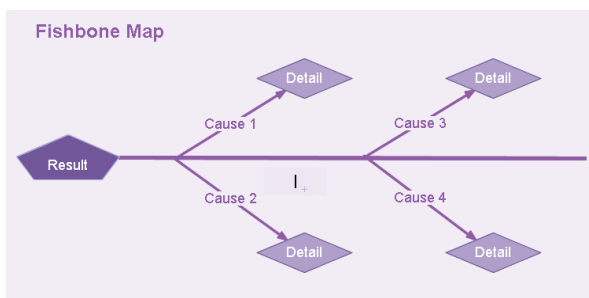 Fishbone Map
Detail
Detail
Cause 1
Cause 3
Result
Cause 2
Cause 4
Detail
Detail